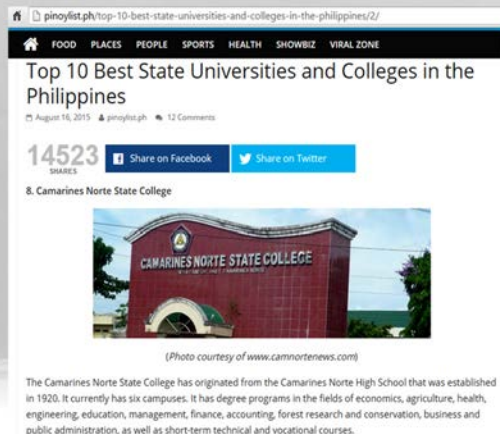 pinoylist.ph/top-10-best-state-universities-and-colleges-in-the-philippines/2/
FOOD PLACES PEOPLE SPORTS HEALTH SHOWBIZ VIRAL ZONE
Top 10 Best State Universities and Colleges in the
Philippines
August 16, 2015 pinoylist.ph 12 Comments
14523
SHARES
Share on Facebook
Share on Twitter
8. Camarines Norte State College
CAMARINES NORTE STATE COLLEGE
(Photo courtesy of www.camnortenews.com)
The Camarines Norte State College has originated from the Camarines Norte High School that was established
in 1920. It currently has six campuses. It has degree programs in the fields of economics, agriculture, health,
engineering, education, management, finance, accounting, forest research and conservation, business and
public administration, as well as short-term technical and vocational courses.